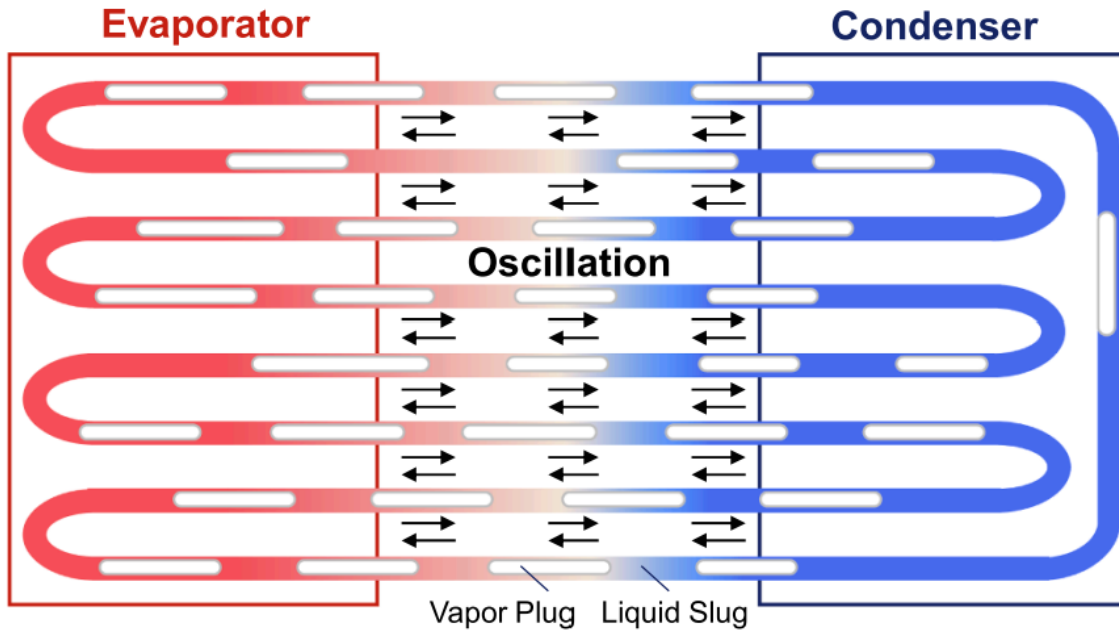 Evaporator
Condenser
Oscillation
Vapor Plug
Liquid Slug